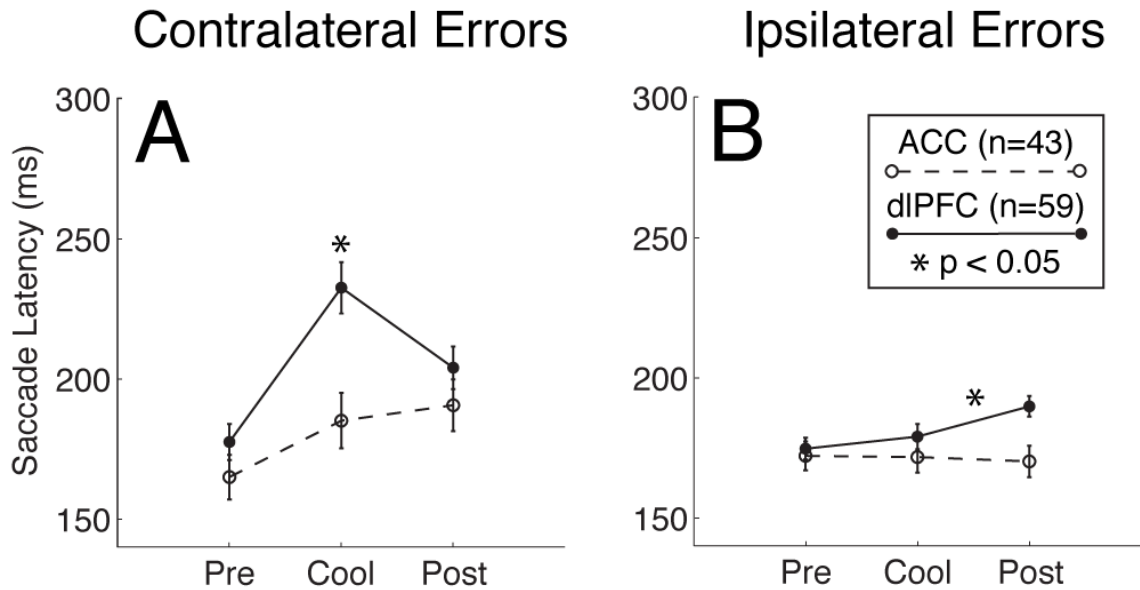 Contralateral Errors
Ipsilateral Errors
A
B
Saccade Latency (ms)
300
250
200
150
Pre Cool Post
300
250
200
150
Pre Cool Post
ACC (n=43)
dlPFC (n=59)
* p < 0.05
*
*